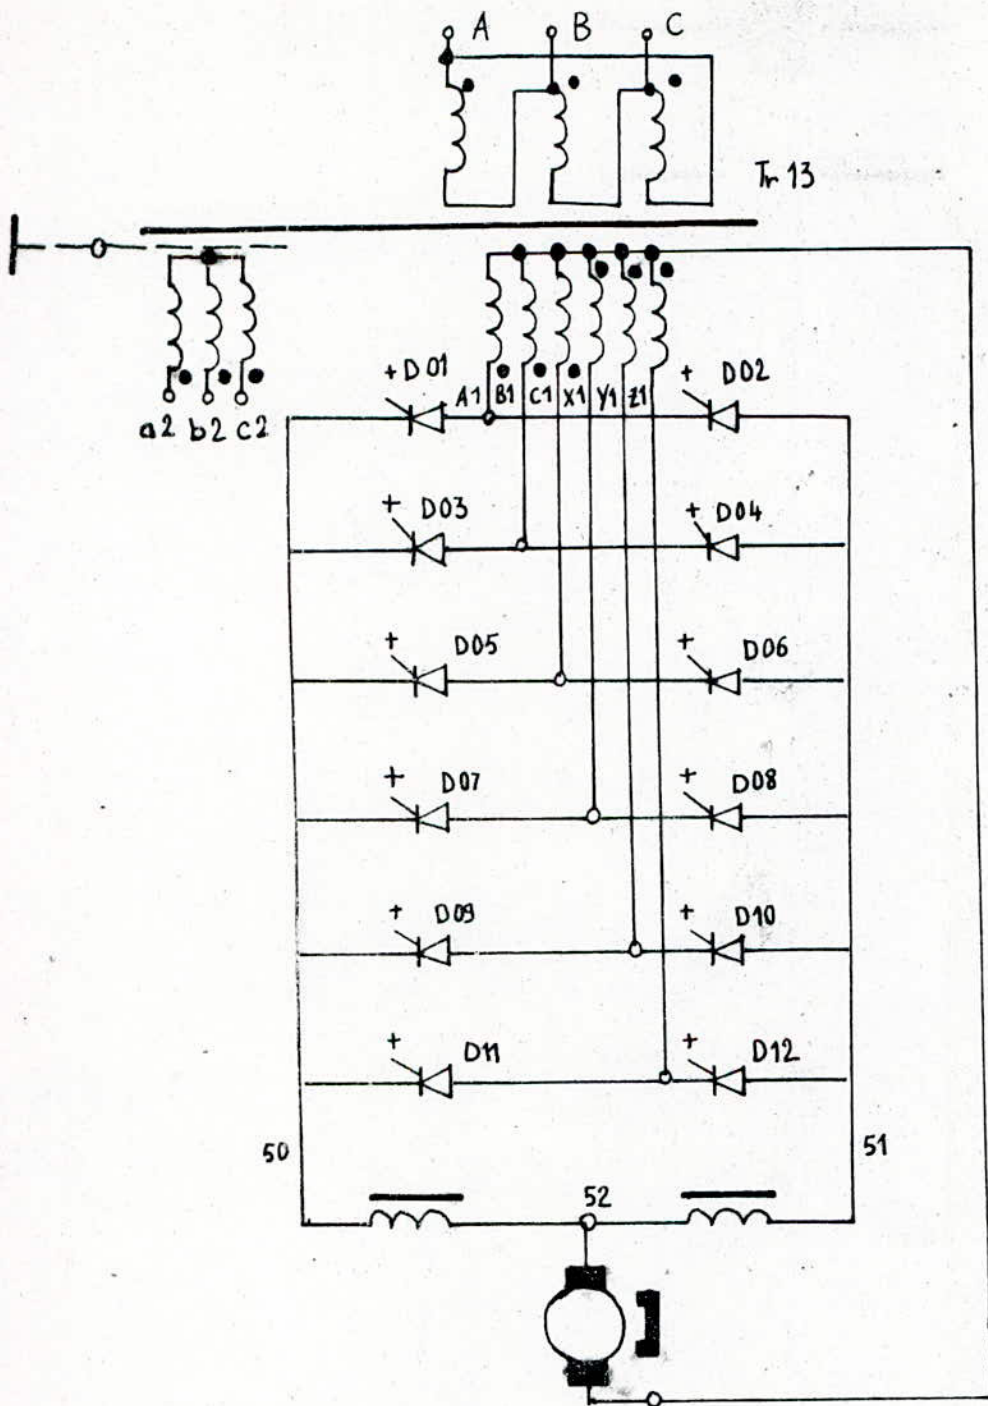 A B C
Tr 13
+ D01
A1 B1 C1 X1 Y1 Z1
+ D02
a2 b2 c2
+ D03
+ D04
+ D05
+ D06
+ D07
+ D08
+ D09
+ D10
+ D11
+ D12
50
51
52